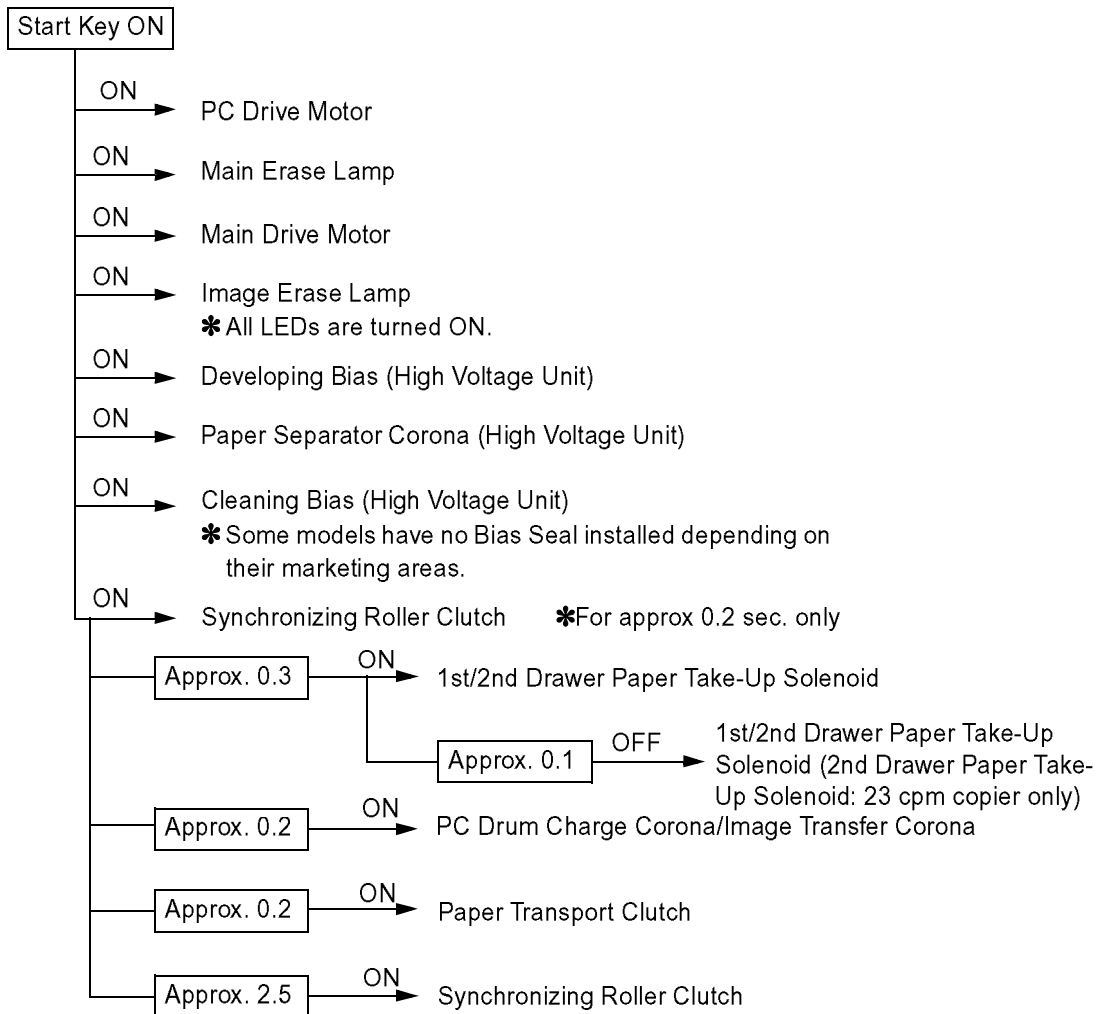 Start Key ON
ON
PC Drive Motor
ON
Main Erase Lamp
ON
Main Drive Motor
ON
Image Erase Lamp
✱ All LEDs are turned ON.
ON
Developing Bias (High Voltage Unit)
ON
Paper Separator Corona (High Voltage Unit)
ON
Cleaning Bias (High Voltage Unit)
✱ Some models have no Bias Seal installed depending on
their marketing areas.
ON
Synchronizing Roller Clutch ✱For approx 0.2 sec. only
Approx. 0.3
ON
1st/2nd Drawer Paper Take-Up Solenoid
Approx. 0.1
OFF
1st/2nd Drawer Paper Take-Up
Solenoid (2nd Drawer Paper Take-
Up Solenoid: 23 cpm copier only)
Approx. 0.2
ON
PC Drum Charge Corona/Image Transfer Corona
Approx. 0.2
ON
Paper Transport Clutch
Approx. 2.5
ON
Synchronizing Roller Clutch